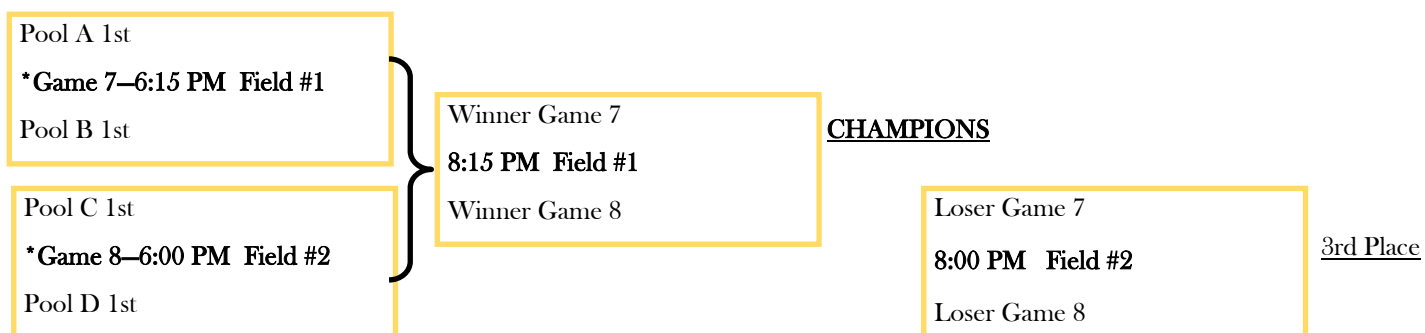 Pool A 1st
*Game 7—6:15 PM Field #1
Pool B 1st
Winner Game 7
8:15 PM Field #1
Winner Game 8
CHAMPIONS
Pool C 1st
*Game 8—6:00 PM Field #2
Pool D 1st
Loser Game 7
8:00 PM Field #2
Loser Game 8
3rd Place